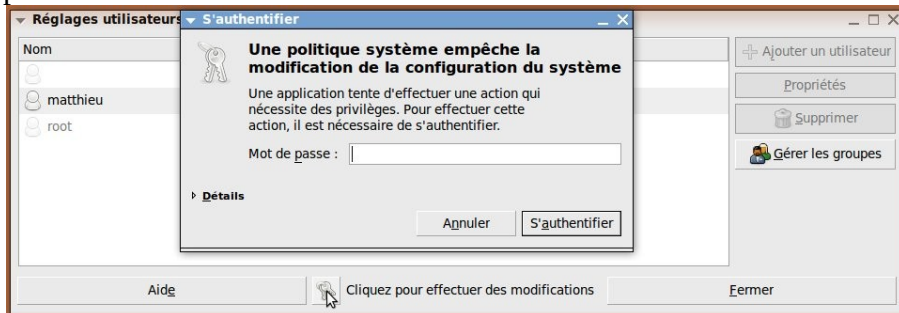 Réglages utilisateurs
S'authentifier
Nom
matthieu
root
Une politique système empêche la
modification de la configuration du système
Une application tente d'effectuer une action qui
nécessite des privilèges. Pour effectuer cette
action, il est nécessaire de s'authentifier.
Mot de passe :
Détails
Annuler
S'authentifier
Ajouter un utilisateur
Propriétés
Supprimer
Gérer les groupes
Aide
Cliquez pour effectuer des modifications
Fermer